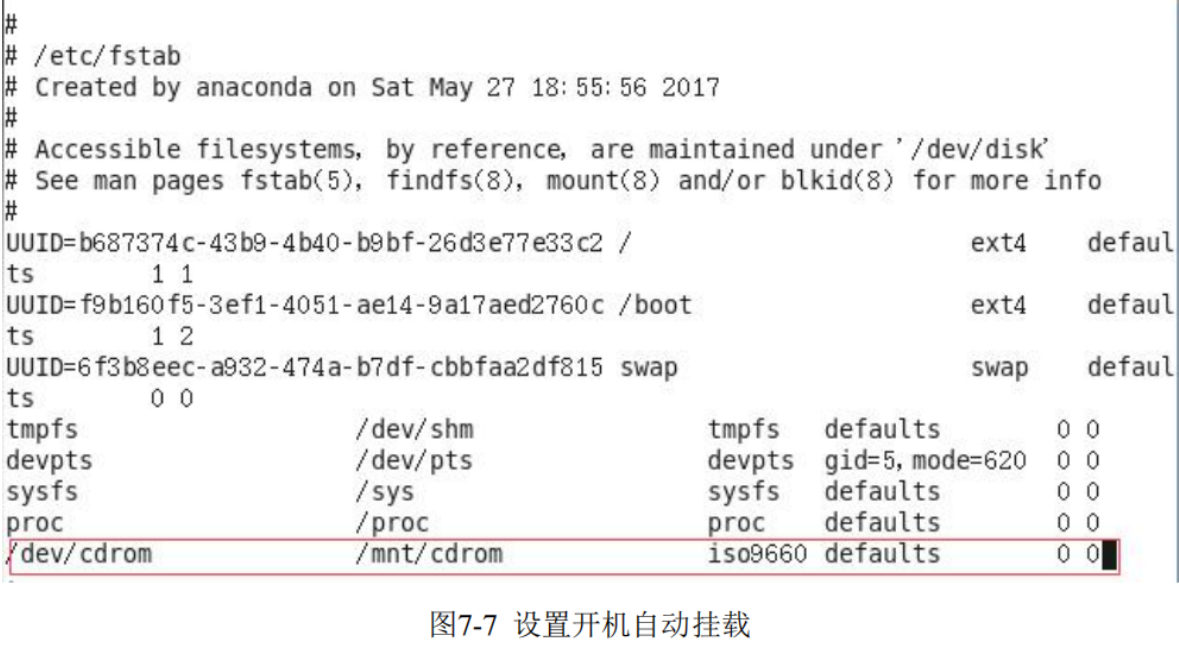 #
# /etc/fstab
# Created by anaconda on Sat May 27 18:55:56 2017
#
# Accessible filesystems, by reference, are maintained under '/dev/disk'
# See man pages fstab(5), findfs(8), mount(8) and/or blkid(8) for more info
#
UUID=b687374c-43b9-4b40-b9bf-26d3e77e33c2 / ext4 defaul
ts 1 1
UUID=f9b160f5-3ef1-4051-ae14-9a17aed2760c /boot ext4 defaul
ts 1 2
UUID=6f3b8eec-a932-474a-b7df-cbbfaa2df815 swap swap defaul
ts 0 0
tmpfs /dev/shm tmpfs defaults 0 0
devpts /dev/pts devpts gid=5,mode=620 0 0
sysfs /sys sysfs defaults 0 0
proc /proc proc defaults 0 0
/dev/cdrom /mnt/cdrom iso9660 defaults 0 0
图7-7 设置开机自动挂载